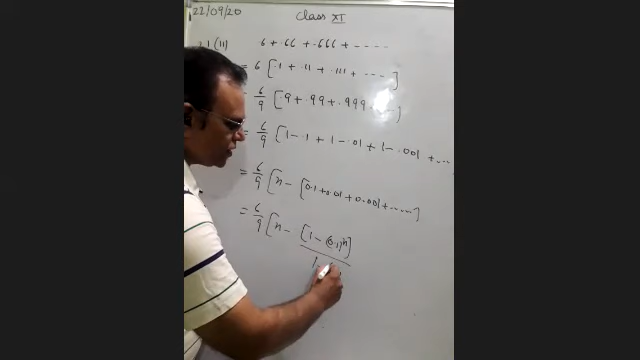 22/09/20
Class XI
(11) 6 + .66 + .666 + ----
= 6 [.1 + .11 + .111 + ---]
6/9 [.9 + .99 + .999
= 6/9 [1 - .1 + 1 - .01 + 1 - .001 + ...
= 6/9 [n - [0.1 + 0.01 + 0.001 + .....]
= 6/9 [n - [1 - (0.1)^n]
1-